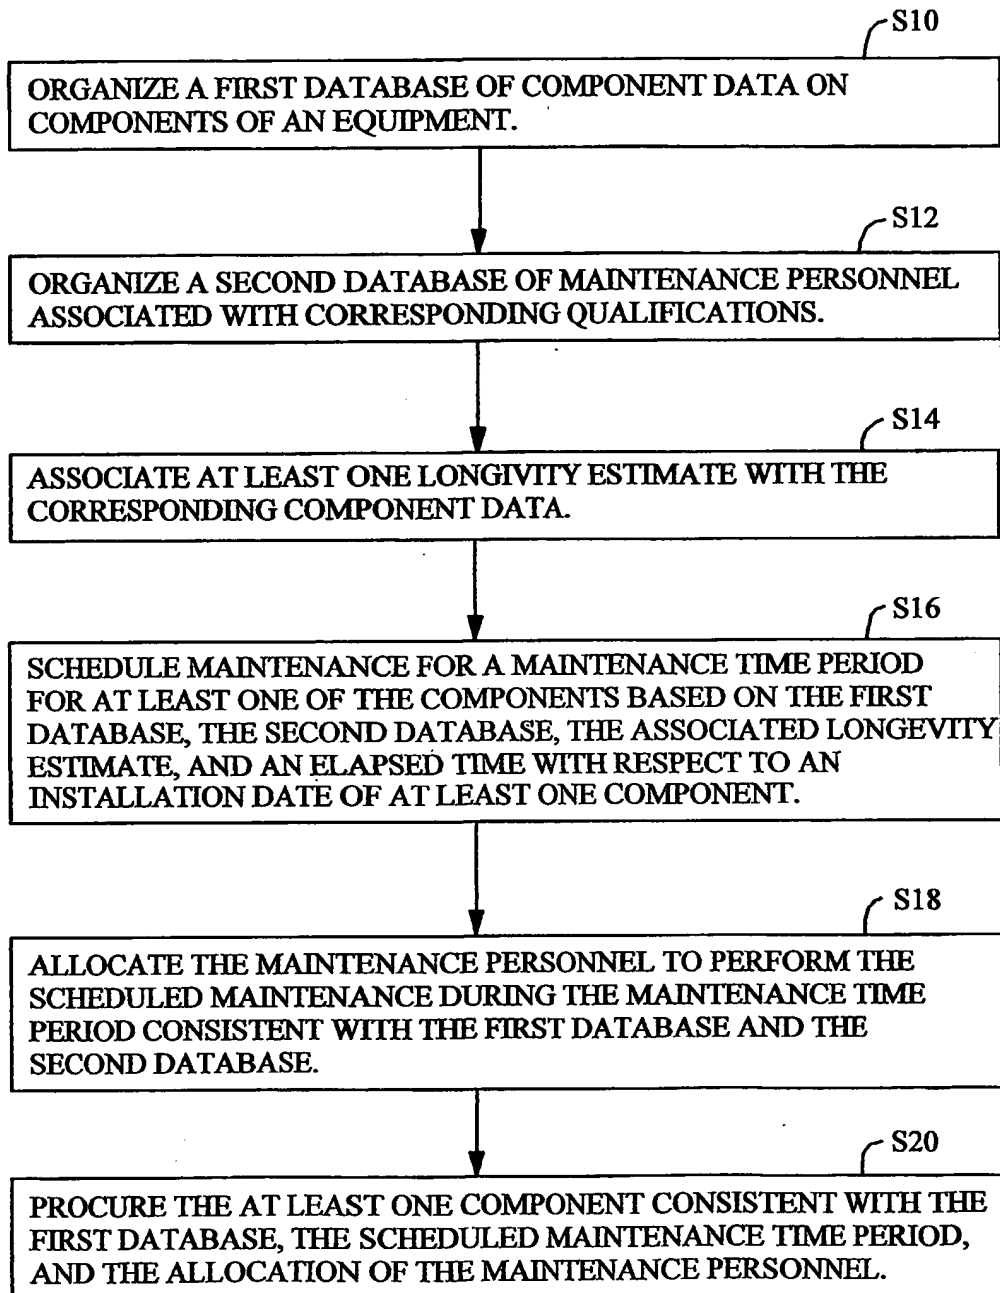 S10
ORGANIZE A FIRST DATABASE OF COMPONENT DATA ON
COMPONENTS OF AN EQUIPMENT.
S12
ORGANIZE A SECOND DATABASE OF MAINTENANCE PERSONNEL
ASSOCIATED WITH CORRESPONDING QUALIFICATIONS.
S14
ASSOCIATE AT LEAST ONE LONGIVITY ESTIMATE WITH THE
CORRESPONDING COMPONENT DATA.
S16
SCHEDULE MAINTENANCE FOR A MAINTENANCE TIME PERIOD
FOR AT LEAST ONE OF THE COMPONENTS BASED ON THE FIRST
DATABASE, THE SECOND DATABASE, THE ASSOCIATED LONGEVITY
ESTIMATE, AND AN ELAPSED TIME WITH RESPECT TO AN
INSTALLATION DATE OF AT LEAST ONE COMPONENT.
S18
ALLOCATE THE MAINTENANCE PERSONNEL TO PERFORM THE
SCHEDULED MAINTENANCE DURING THE MAINTENANCE TIME
PERIOD CONSISTENT WITH THE FIRST DATABASE AND THE
SECOND DATABASE.
S20
PROCURE THE AT LEAST ONE COMPONENT CONSISTENT WITH THE
FIRST DATABASE, THE SCHEDULED MAINTENANCE TIME PERIOD,
AND THE ALLOCATION OF THE MAINTENANCE PERSONNEL.